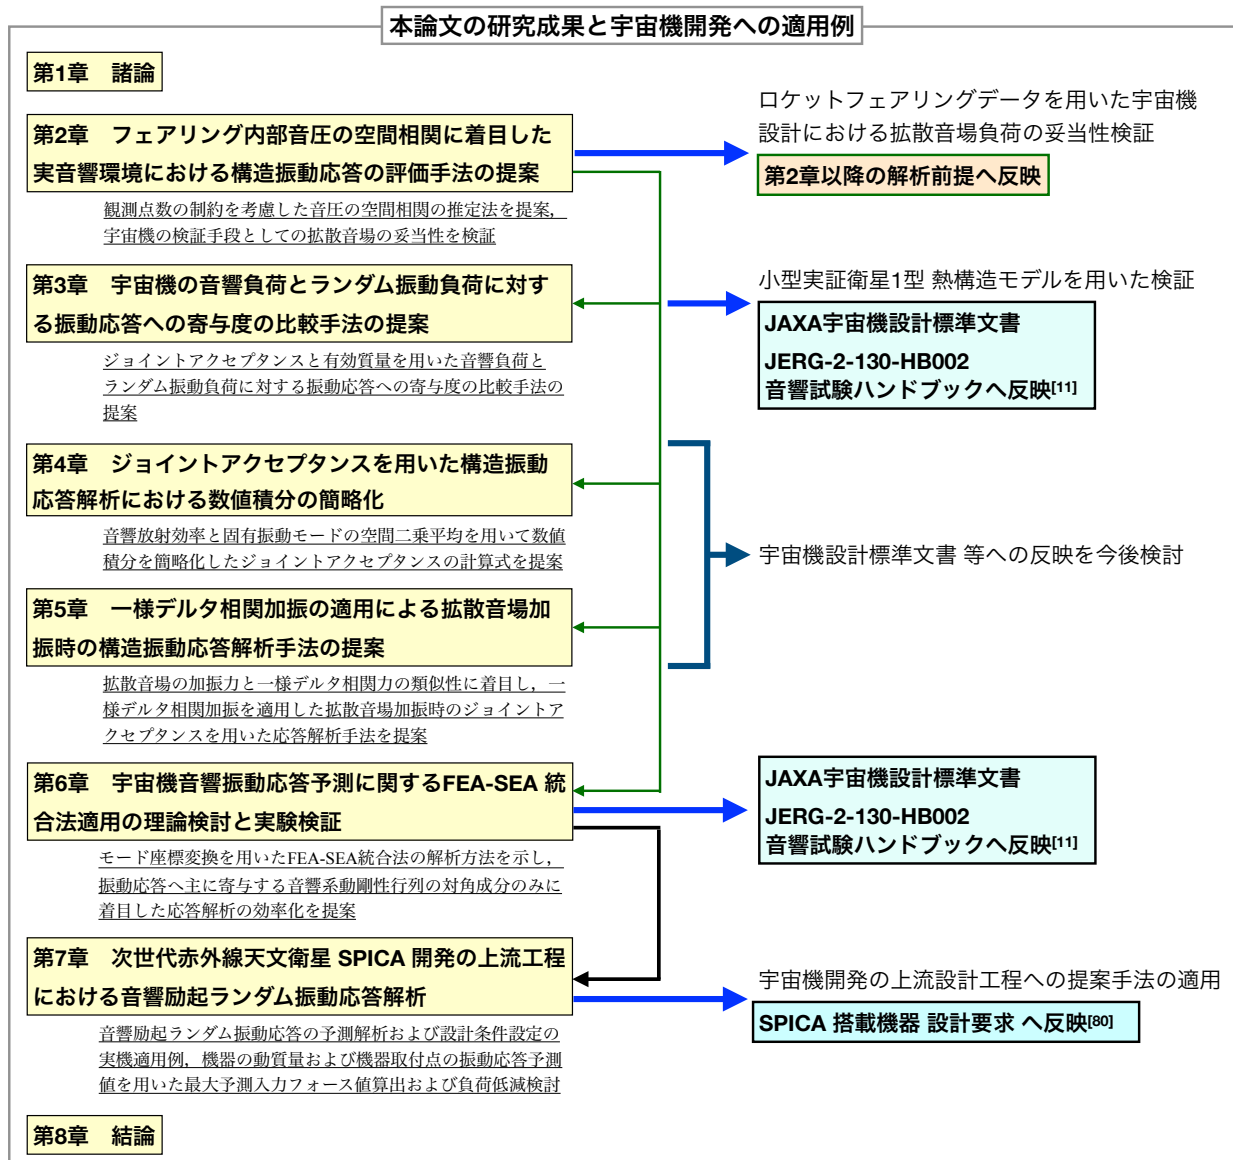 本論文の研究成果と宇宙機開発への適用例
第1章　諸論
第2章　フェアリング内部音圧の空間相関に着目した
実音響環境における構造振動応答の評価手法の提案
観測点数の制約を考慮した音圧の空間相関の推定法を提案，
宇宙機の検証手段としての拡散音場の妥当性を検証
ロケットフェアリングデータを用いた宇宙機
設計における拡散音場負荷の妥当性検証
第2章以降の解析前提へ反映
第3章　宇宙機の音響負荷とランダム振動負荷に対す
る振動応答への寄与度の比較手法の提案
ジョイントアクセプタンスと有効質量を用いた音響負荷と
ランダム振動負荷に対する振動応答への寄与度の比較手法の
提案
小型実証衛星1型 熱構造モデルを用いた検証
JAXA宇宙機設計標準文書
JERG-2-130-HB002
音響試験ハンドブックへ反映[11]
第4章　ジョイントアクセプタンスを用いた構造振動
応答解析における数値積分の簡略化
音響放射効率と固有振動モードの空間二乗平均を用いて数値
積分を簡略化したジョイントアクセプタンスの計算式を提案
宇宙機設計標準文書 等への反映を今後検討
第5章　一様デルタ相関加振の適用による拡散音場加
振時の構造振動応答解析手法の提案
拡散音場の加振力と一様デルタ相関力の類似性に着目し，一
様デルタ相関加振を適用した拡散音場加振時のジョイントア
クセプタンスを用いた応答解析手法を提案
第6章　宇宙機音響振動応答予測に関するFEA-SEA 統
合法適用の理論検討と実験検証
モード座標変換を用いたFEA-SEA統合法の解析方法を示し，
振動応答へ主に寄与する音響系動剛性行列の対角成分のみに
着目した応答解析の効率化を提案
JAXA宇宙機設計標準文書
JERG-2-130-HB002
音響試験ハンドブックへ反映[11]
第7章　次世代赤外線天文衛星 SPICA 開発の上流工程
における音響励起ランダム振動応答解析
音響励起ランダム振動応答の予測解析および設計条件設定の
実機適用例，機器の動質量および機器取付点の振動応答予測
値を用いた最大予測入力フォース値算出および負荷低減検討
宇宙機開発の上流設計工程への提案手法の適用
SPICA 搭載機器 設計要求 へ反映[80]
第8章　結論